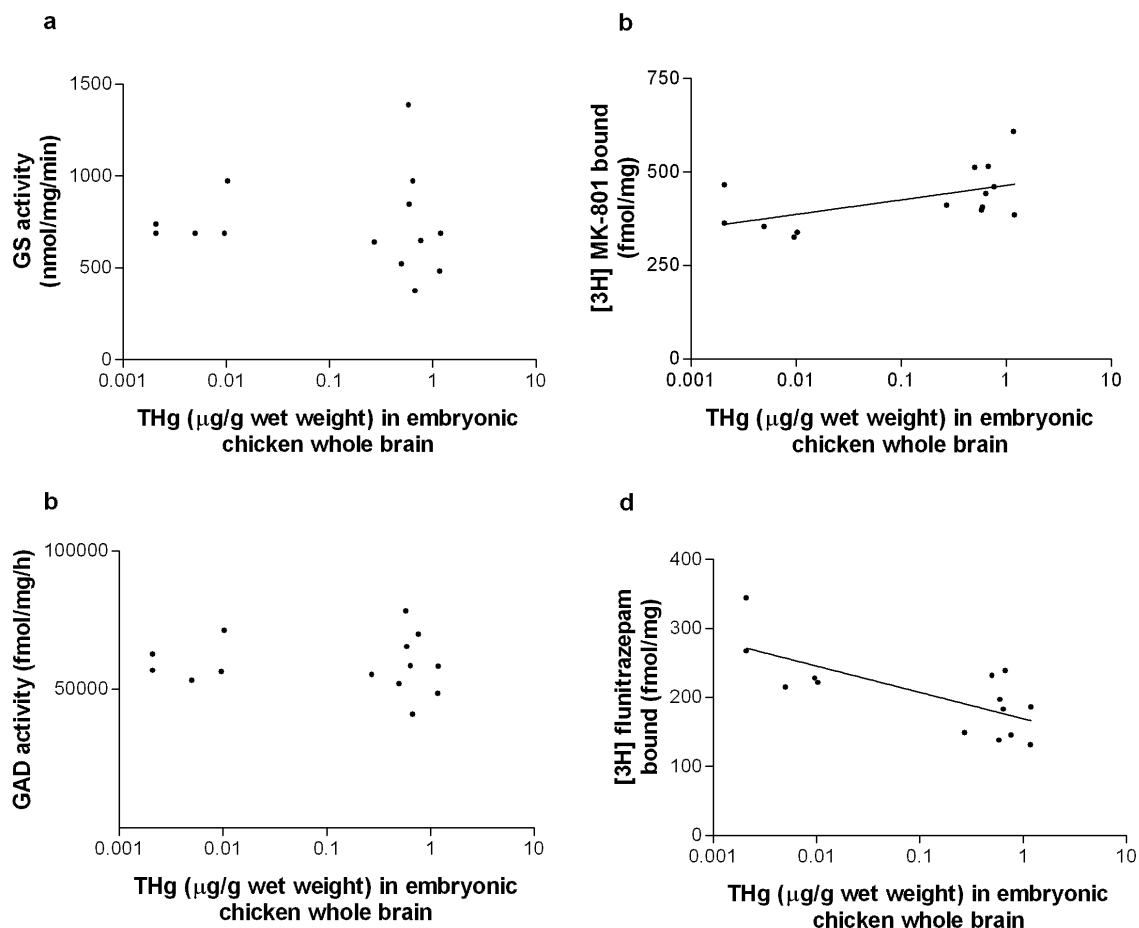 a
1500
1000
500
0
GS activity
(nmol/mg/min)
0.001
0.01
0.1
1
10
THg (μg/g wet weight) in embryonic
chicken whole brain
b
750
500
250
0
[3H] MK-801 bound
(fmol/mg)
0.001
0.01
0.1
1
10
THg (μg/g wet weight) in embryonic
chicken whole brain
b
100000
50000
GAD activity (fmol/mg/h)
0.001
0.01
0.1
1
10
THg (μg/g wet weight) in embryonic
chicken whole brain
d
400
300
200
100
0
[3H] flunitrazepam
bound (fmol/mg)
0.001
0.01
0.1
1
10
THg (μg/g wet weight) in embryonic
chicken whole brain